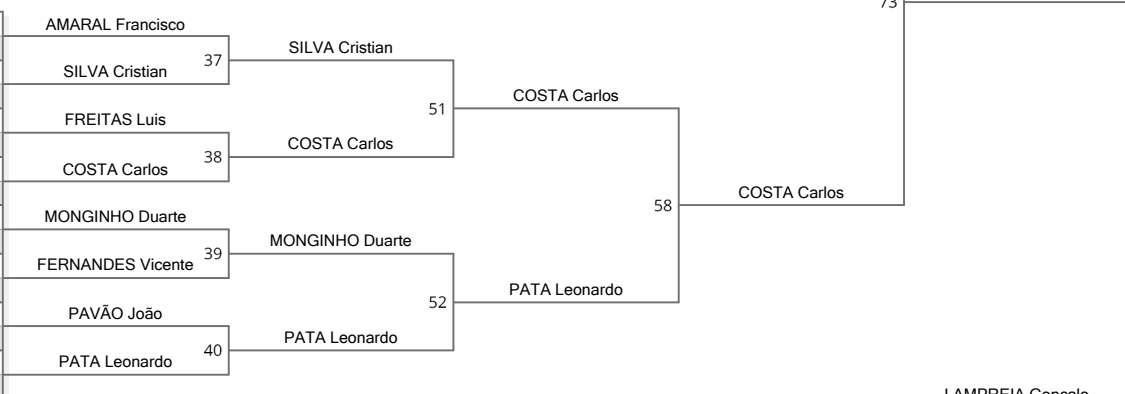 73
AMARAL Francisco
37
SILVA Cristian
SILVA Cristian
51
COSTA Carlos
FREITAS Luis
38
COSTA Carlos
COSTA Carlos
58
COSTA Carlos
MONGINHO Duarte
39
FERNANDES Vicente
MONGINHO Duarte
52
PATA Leonardo
PAVÃO João
40
PATA Leonardo
PATA Leonardo